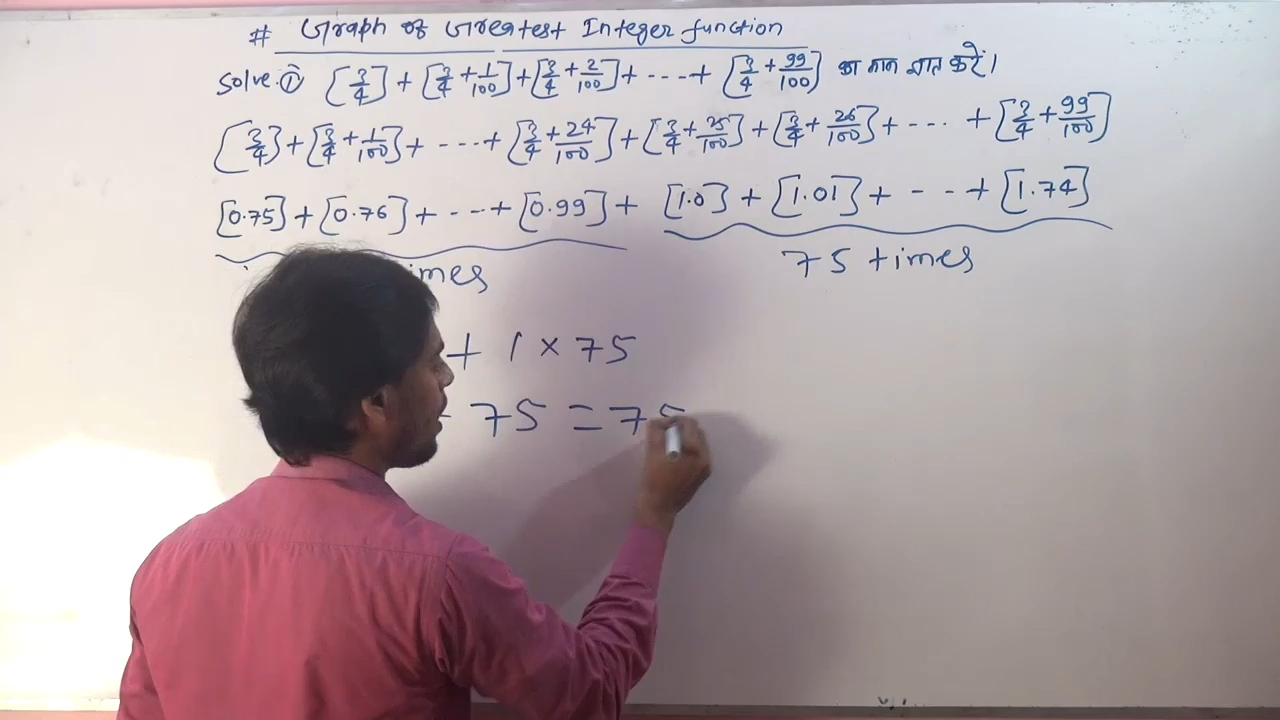 # Graph of Greatest Integer function
Solve. ① [3/4] + [3/4 + 1/100] + [3/4 + 2/100] + ---- + [3/4 + 99/100] का मान ज्ञात करें।
[3/4] + [3/4 + 1/100] + ---- + [3/4 + 24/100] + [3/4 + 25/100] + [3/4 + 26/100] + ---- + [3/4 + 99/100]
[0.75] + [0.76] + ---- + [0.99] + [1.0] + [1.01] + ---- + [1.74]
75 times
+ 1 × 75
75 = 75